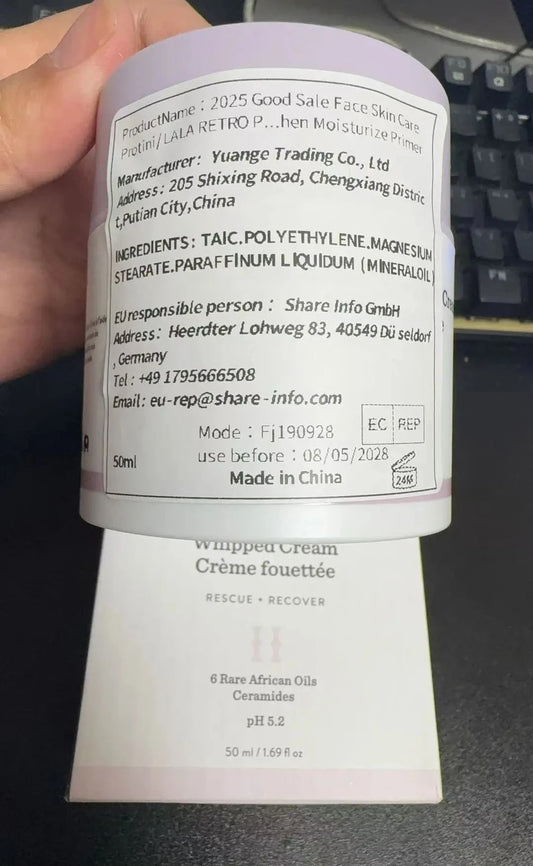 ProductName : 2025 Good Sale Face Skin Care
Protini/LALA RETRO P...hen Moisturize Primer
Manufacturer: Yuange Trading Co., Ltd
Address: 205 Shixing Road, Chengxiang Distric
t,Putian City,China
INGREDIENTS: TALC.POLYETHYLENE.MAGNESIUM
STEARATE.PARAFFINUM LIQUIDUM (MINERALOIL)
EU responsible person : Share Info GmbH
Address: Heerdter Lohweg 83, 40549 Dü seldorf
, Germany
Tel : +49 1795666508
Email: eu-rep@share-info.com
Mode : Fj190928
EC REP
50ml
use before : 08/05/2028
Made in China
24M
Whipped Cream
Crème fouettée
RESCUE • RECOVER
6 Rare African Oils
Ceramides
pH 5.2
50 ml / 1.69 fl oz